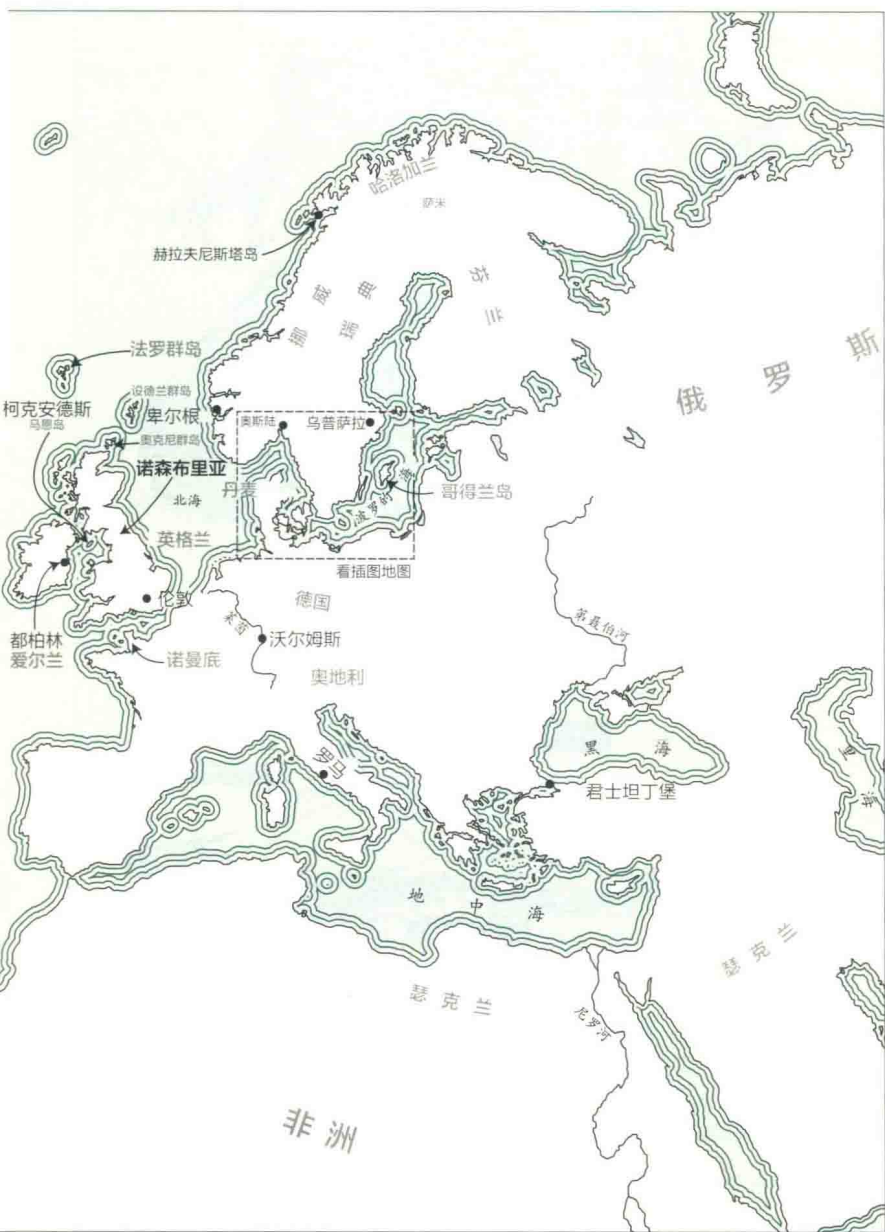 哈洛加兰
萨米
赫拉夫尼斯塔岛
挪威
瑞典
芬兰
俄罗斯
法罗群岛
设德兰群岛
柯克安德斯
马恩岛
卑尔根
奥克尼群岛
奥斯陆
乌普萨拉
诺森布里亚
北海
丹麦
波罗的海
哥得兰岛
英格兰
看插图地图
伦敦
德国
莱茵
第聂伯河
都柏林
爱尔兰
沃尔姆斯
诺曼底
奥地利
黑海
里海
罗马
君士坦丁堡
地中海
瑟克兰
瑟克兰
尼罗河
非洲